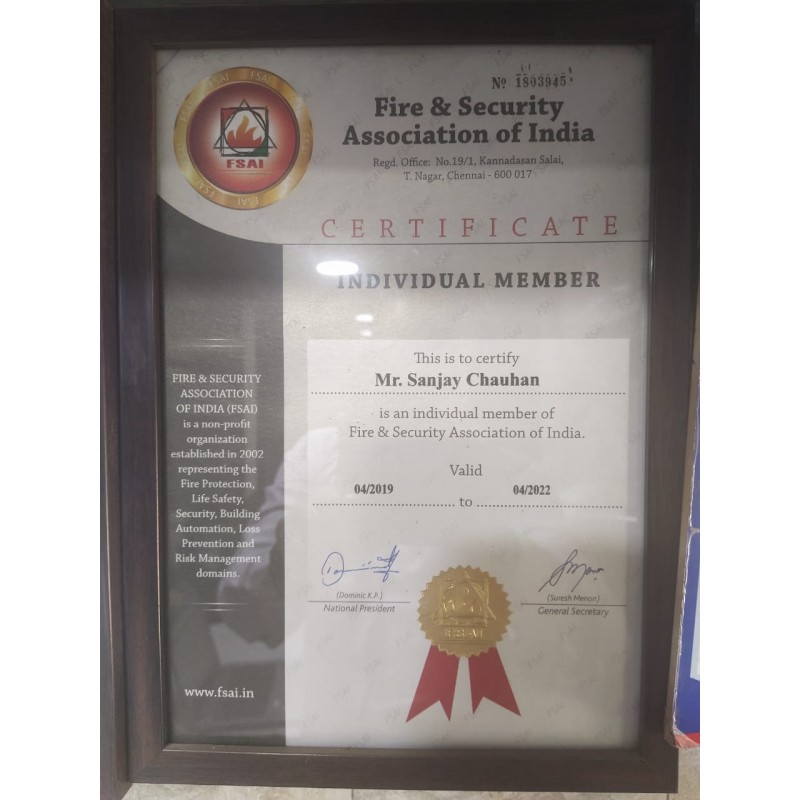 № 1803945
FSAI
Fire & Security
Association of India
Regd. Office: No.19/1, Kannadasan Salai,
T. Nagar, Chennai - 600 017
CERTIFICATE
INDIVIDUAL MEMBER
This is to certify
Mr. Sanjay Chauhan
is an individual member of
Fire & Security Association of India.
Valid
04/2019 to 04/2022
FIRE & SECURITY
ASSOCIATION
OF INDIA (FSAI)
is a non-profit
organization
established in 2002
representing the
Fire Protection,
Life Safety,
Security, Building
Automation, Loss
Prevention and
Risk Management
domains.
www.fsai.in
(Dominic K.P.)
National President
FSAI
(Suresh Menon)
General Secretary